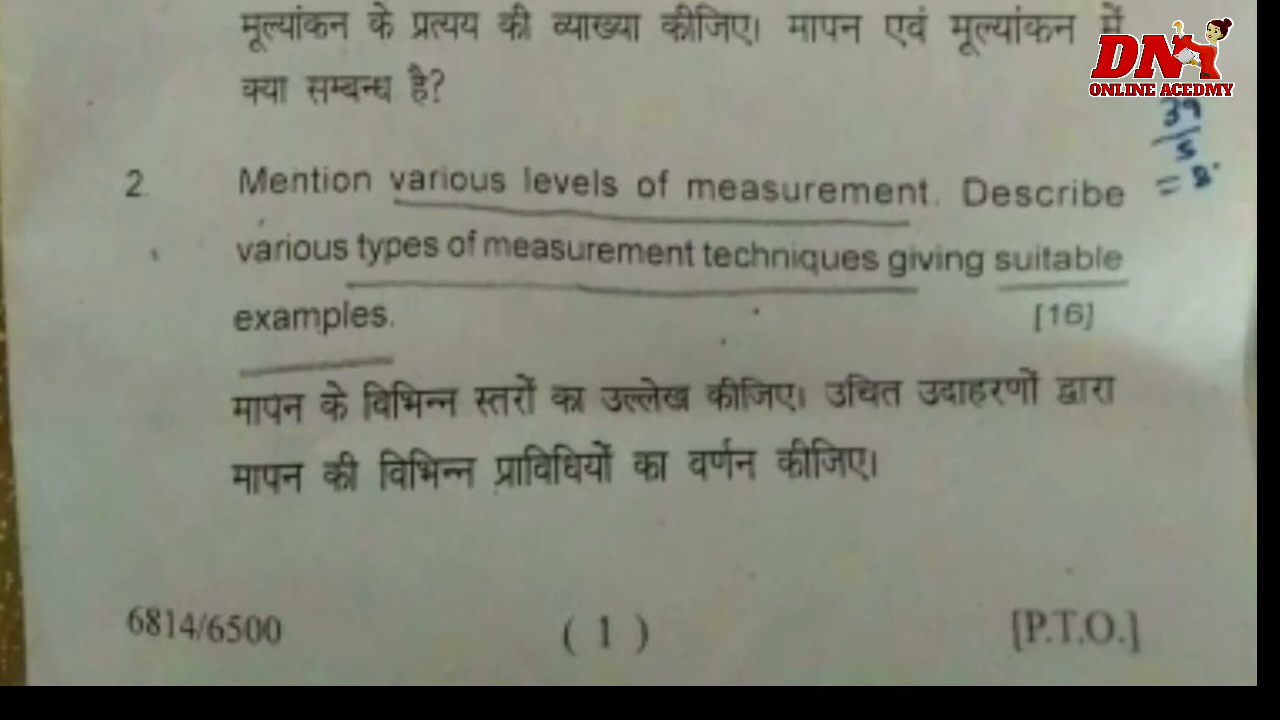 मूल्यांकन के प्रत्यय की व्याख्या कीजिए। मापन एवं मूल्यांकन में
क्या सम्बन्ध है?
DN
ONLINE ACEDMY
2. Mention various levels of measurement. Describe
various types of measurement techniques giving suitable
examples. [16]
मापन के विभिन्न स्तरों का उल्लेख कीजिए। उचित उदाहरणों द्वारा
मापन की विभिन्न प्राविधियों का वर्णन कीजिए।
6814/6500 ( 1 ) [P.T.O.]